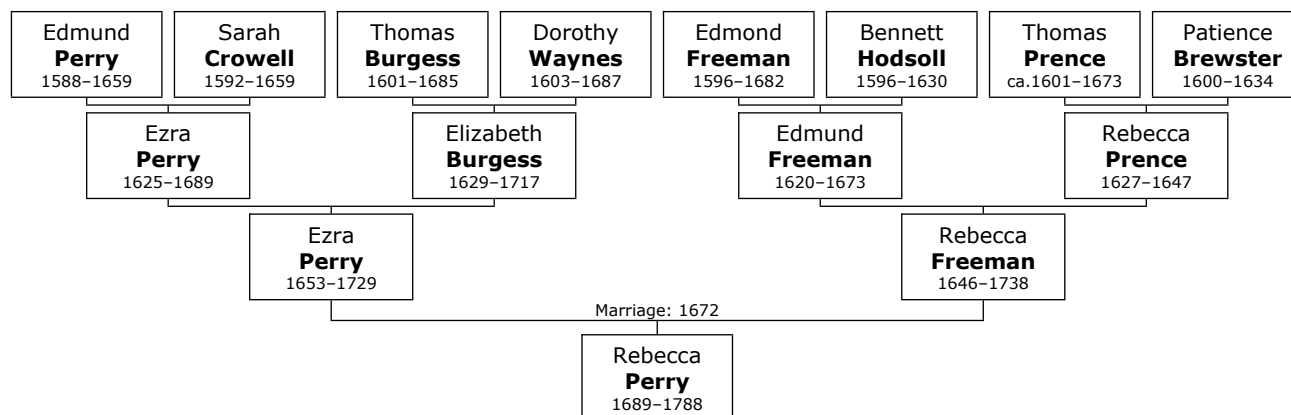 Edmund
Perry
1588–1659
Sarah
Crowell
1592–1659
Thomas
Burgess
1601–1685
Dorothy
Waynes
1603–1687
Edmond
Freeman
1596–1682
Bennett
Hodsoll
1596–1630
Thomas
Prence
ca.1601–1673
Patience
Brewster
1600–1634
Ezra
Perry
1625–1689
Elizabeth
Burgess
1629–1717
Edmund
Freeman
1620–1673
Rebecca
Prence
1627–1647
Ezra
Perry
1653–1729
Rebecca
Freeman
1646–1738
Marriage: 1672
Rebecca
Perry
1689–1788